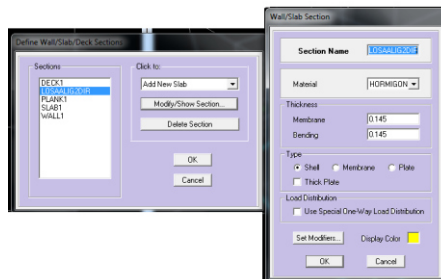 Define Wall/Slab/Deck Sections
Sections
DECK1
LOSAALIG2DIR
PLANK1
SLAB1
WALL1
Click to:
Add New Slab
Modify/Show Section...
Delete Section
OK
Cancel
Wall/Slab Section
Section Name
LOSAALIG2DIR
Material
HORMIGON
Thickness
Membrane
0.145
Bending
0.145
Type
Shell
Membrane
Plate
Thick Plate
Load Distribution
Use Special One-Way Load Distribution
Set Modifiers...
Display Color
OK
Cancel